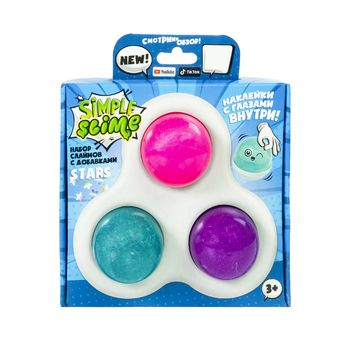 СМОТРИ ОБЗОР!
NEW!
YouTube
TikTok
SIMPLE
SLIME
НАБОР
СЛАЙМОВ
С ДОБАВКАМИ
STARS
НАКЛЕЙКИ
С ГЛАЗАМИ
ВНУТРИ!
3+